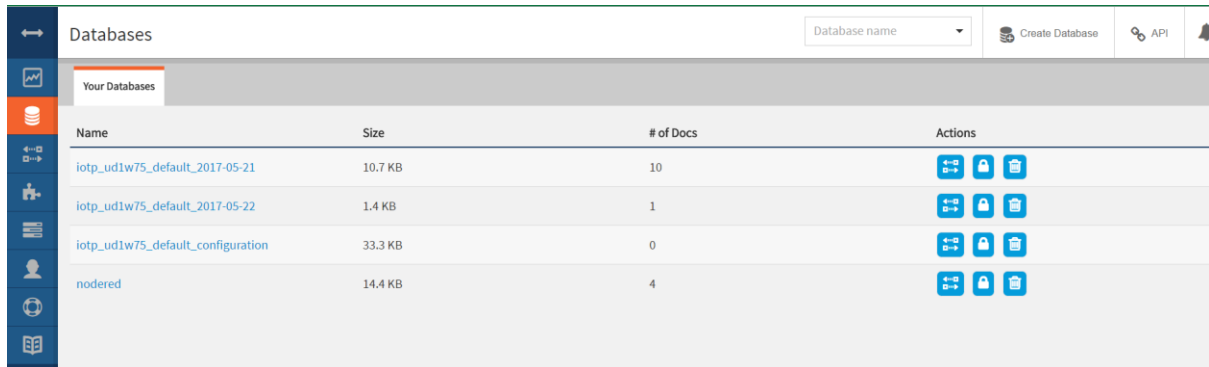 Databases Database name Create Database API
Your Databases
Name Size # of Docs Actions
iotp_ud1w75_default_2017-05-21 10.7 KB 10
iotp_ud1w75_default_2017-05-22 1.4 KB 1
iotp_ud1w75_default_configuration 33.3 KB 0
nodered 14.4 KB 4